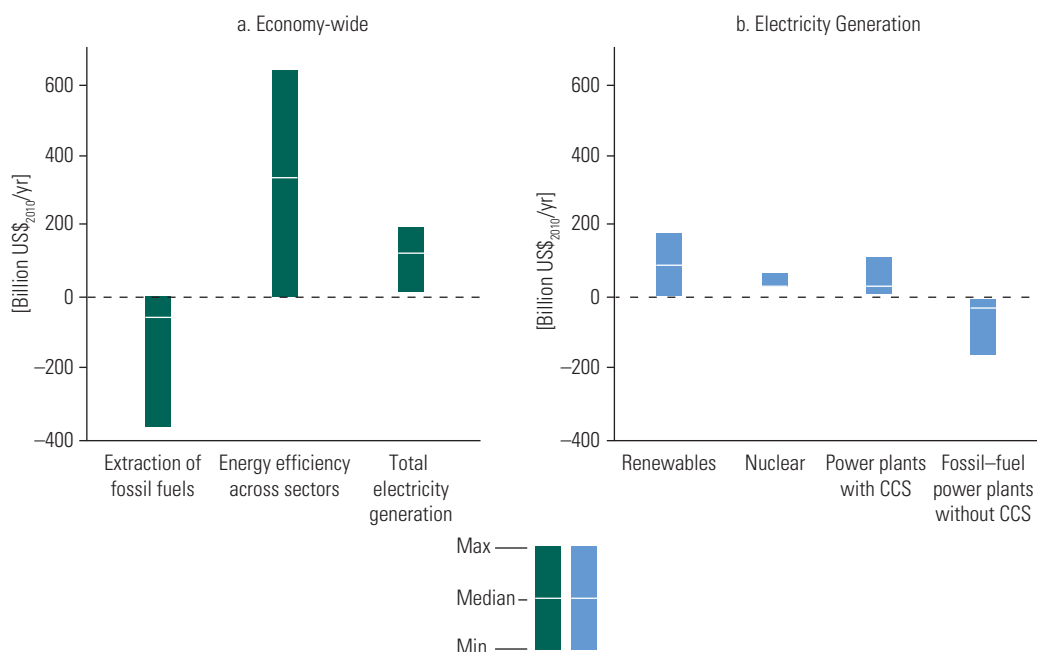 a. Economy-wide
[Billion US$2010/yr]
600
400
200
0
–200
–400
Extraction of
fossil fuels
Energy efficiency
across sectors
Total
electricity
generation
b. Electricity Generation
[Billion US$2010/yr]
600
400
200
0
–200
–400
Renewables
Nuclear
Power plants
with CCS
Fossil–fuel
power plants
without CCS
Max
Median
Min